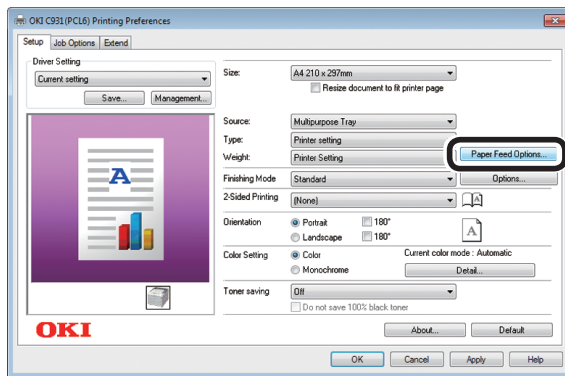 OKI C931(PCL6) Printing Preferences
Setup Job Options Extend
Driver Setting
Current setting
Save... Management...
Size: A4 210 x 297mm
Resize document to fit printer page
Source: Multipurpose Tray
Type: Printer setting
Weight: Printer Setting Paper Feed Options...
Finishing Mode Standard Options...
2-Sided Printing (None)
Orientation Portrait 180°
Landscape 180°
Color Setting Color Current color mode : Automatic
Monochrome Detail...
Toner saving Off
Do not save 100% black toner
A
A
A
OKI
About... Default
OK Cancel Apply Help